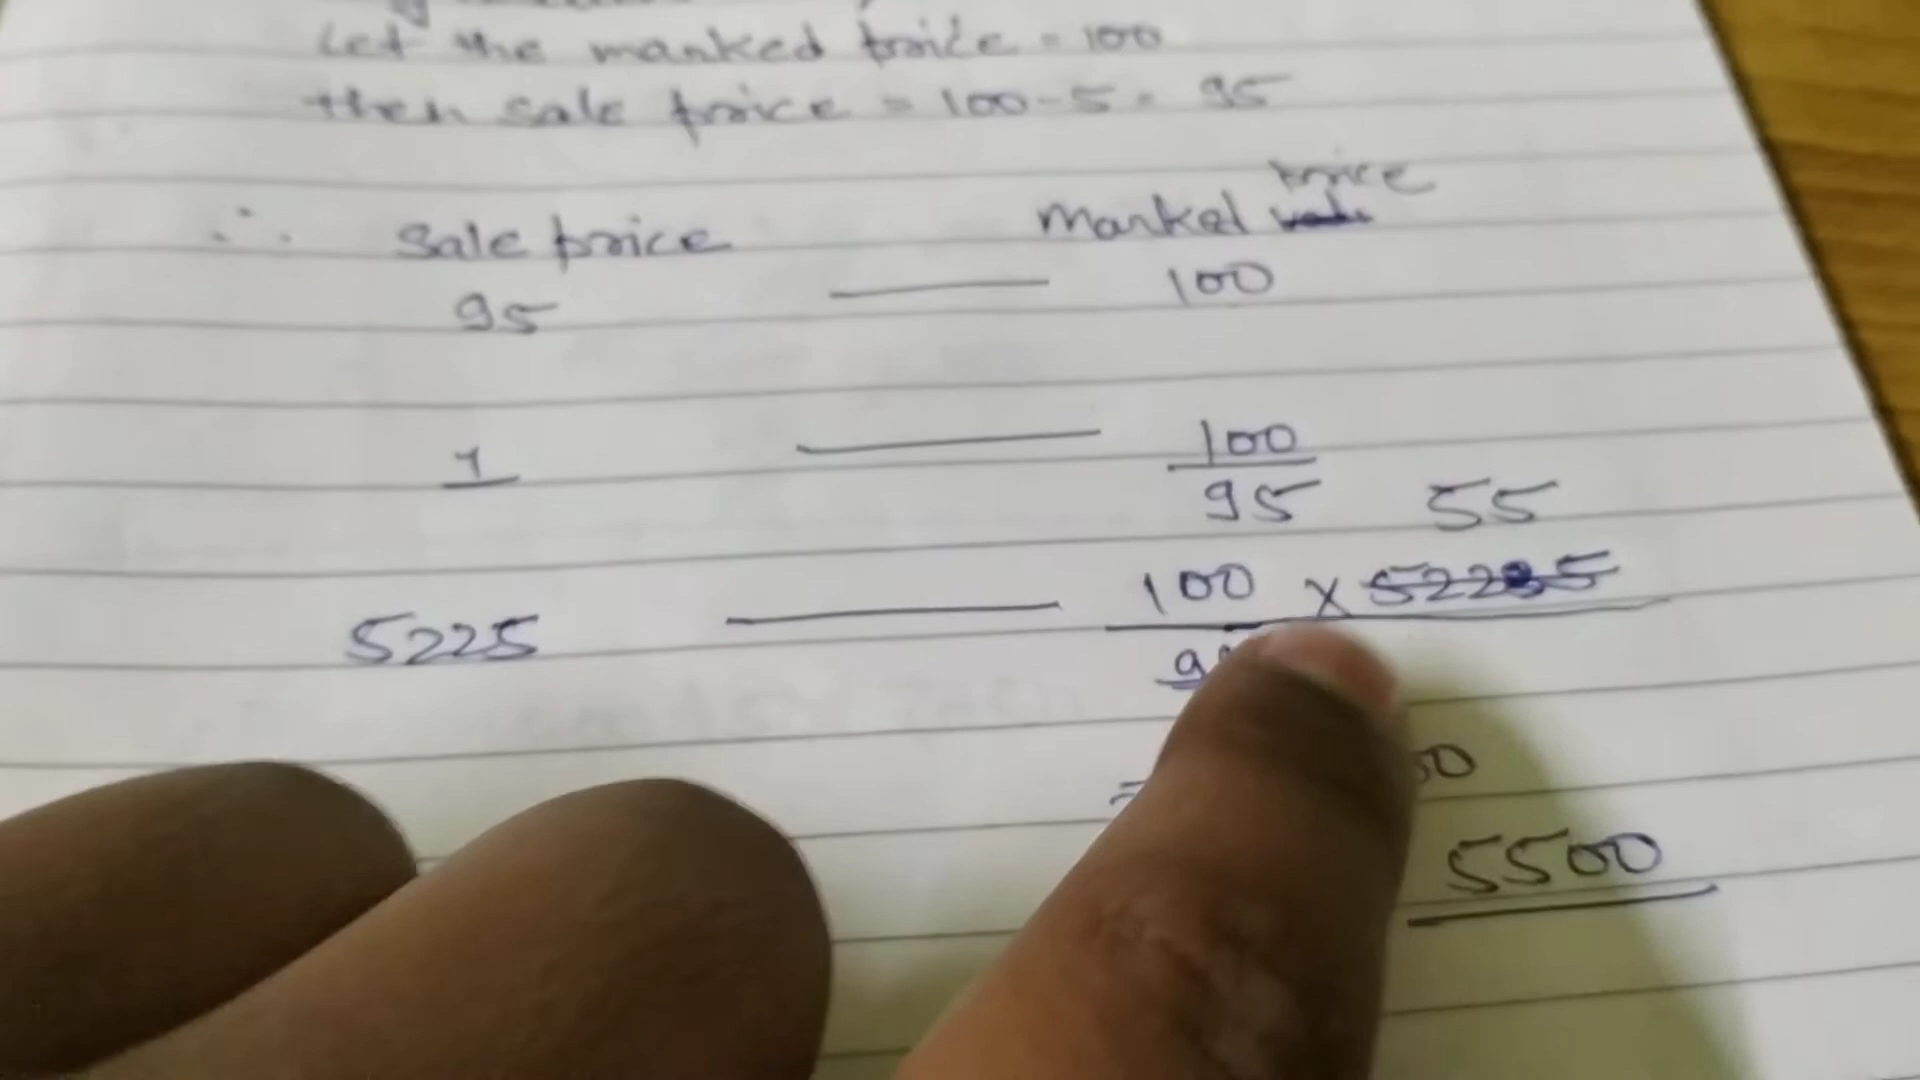 Let the marked price = 100
then sale price = 100 - 5 = 95
∴ Sale price Market price
95 — 100
1 — 100
95 55
5225 — 100 × 5225
=
5500